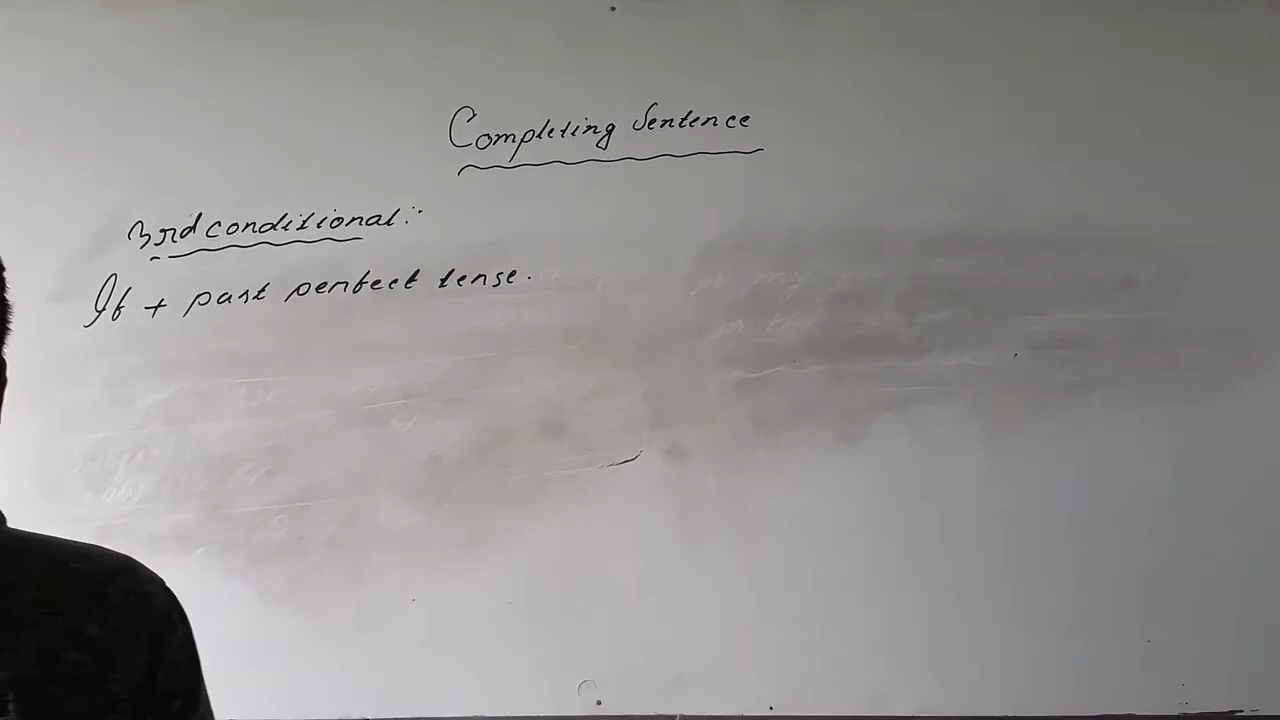 Completing Sentence
3rd conditional:
If + past perfect tense.